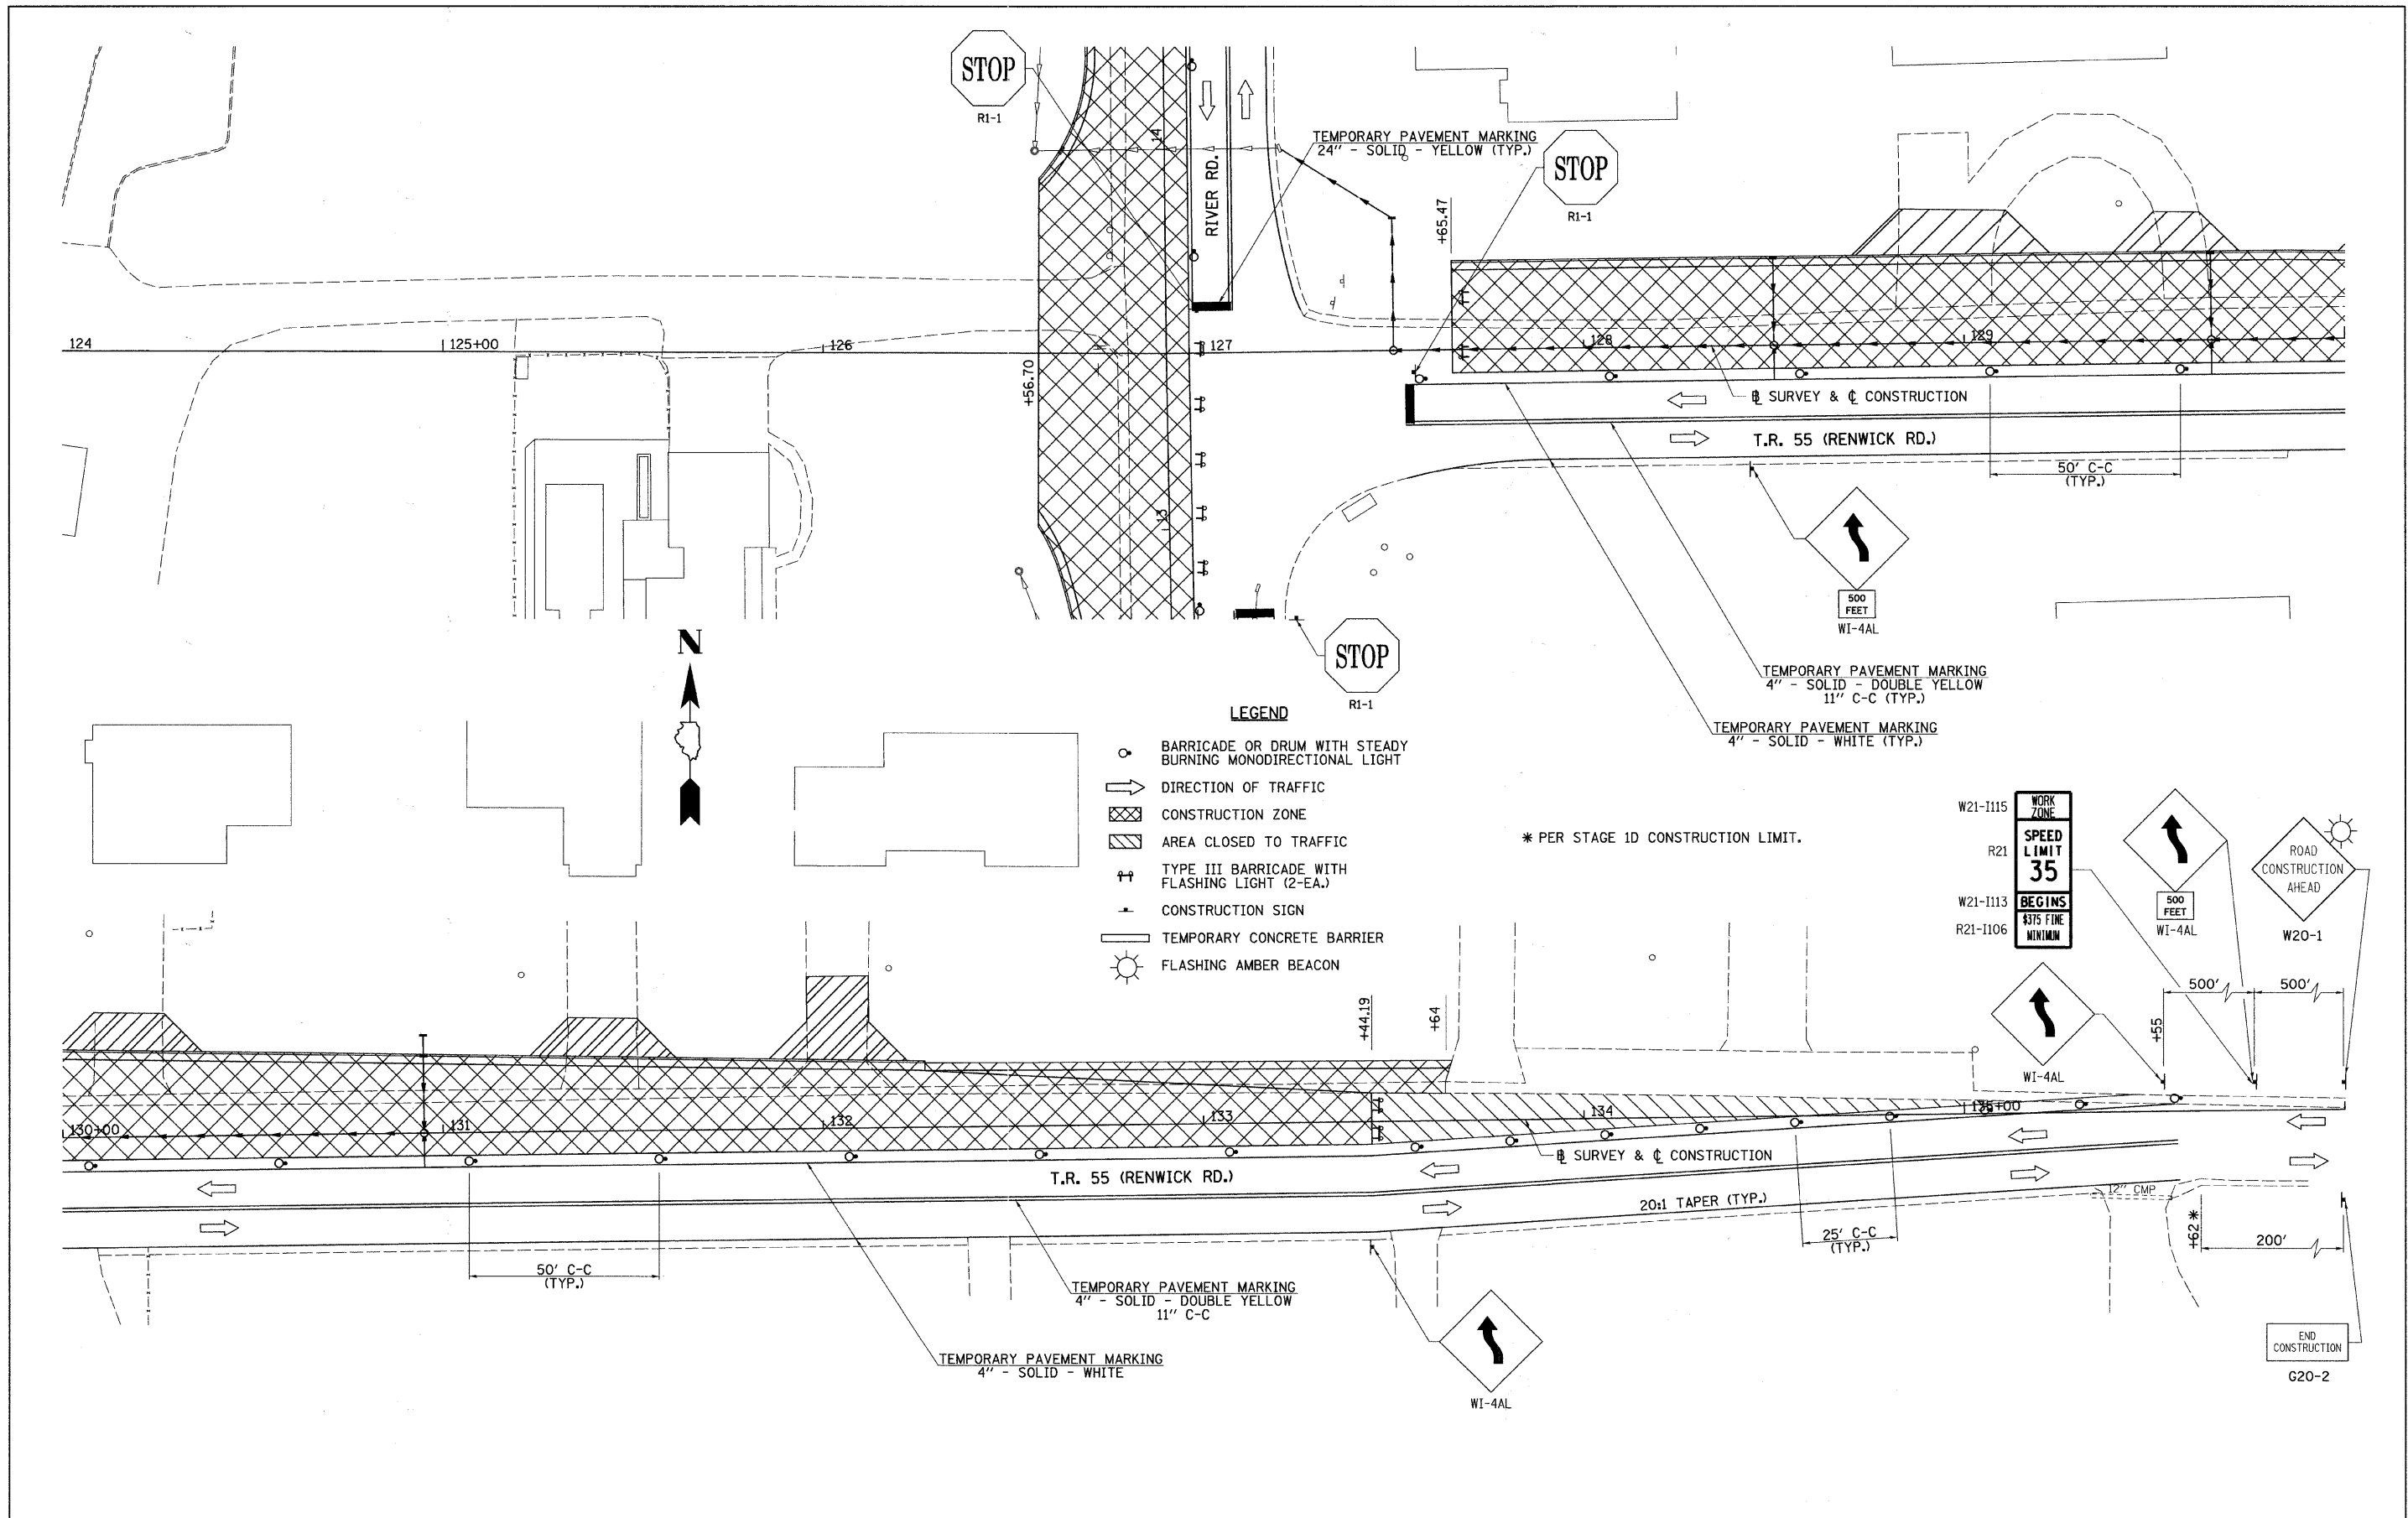 STOP
R1-1
14
RIVER RD.
TEMPORARY PAVEMENT MARKING
24" - SOLID - YELLOW (TYP.)
STOP
R1-1
+65.47
124
125+00
126
+56.70
127
128
129
℄ SURVEY & ℄ CONSTRUCTION
T.R. 55 (RENWICK RD.)
50' C-C
(TYP.)
13
500
FEET
WI-4AL
STOP
R1-1
N
TEMPORARY PAVEMENT MARKING
4" - SOLID - DOUBLE YELLOW
11" C-C (TYP.)
TEMPORARY PAVEMENT MARKING
4" - SOLID - WHITE (TYP.)
LEGEND
BARRICADE OR DRUM WITH STEADY
BURNING MONODIRECTIONAL LIGHT
DIRECTION OF TRAFFIC
CONSTRUCTION ZONE
AREA CLOSED TO TRAFFIC
TYPE III BARRICADE WITH
FLASHING LIGHT (2-EA.)
CONSTRUCTION SIGN
TEMPORARY CONCRETE BARRIER
FLASHING AMBER BEACON
* PER STAGE 1D CONSTRUCTION LIMIT.
W21-I115
WORK
ZONE
R21
SPEED
LIMIT
35
W21-I113
BEGINS
R21-I106
$375 FINE
MINIMUM
500
FEET
WI-4AL
ROAD
CONSTRUCTION
AHEAD
W20-1
WI-4AL
+55
500'
500'
+44.19
+64
130+00
131
132
133
134
135+00
℄ SURVEY & ℄ CONSTRUCTION
T.R. 55 (RENWICK RD.)
20:1 TAPER (TYP.)
12" CMP
25' C-C
(TYP.)
+62 *
200'
50' C-C
(TYP.)
TEMPORARY PAVEMENT MARKING
4" - SOLID - DOUBLE YELLOW
11" C-C
TEMPORARY PAVEMENT MARKING
4" - SOLID - WHITE
WI-4AL
END
CONSTRUCTION
G20-2